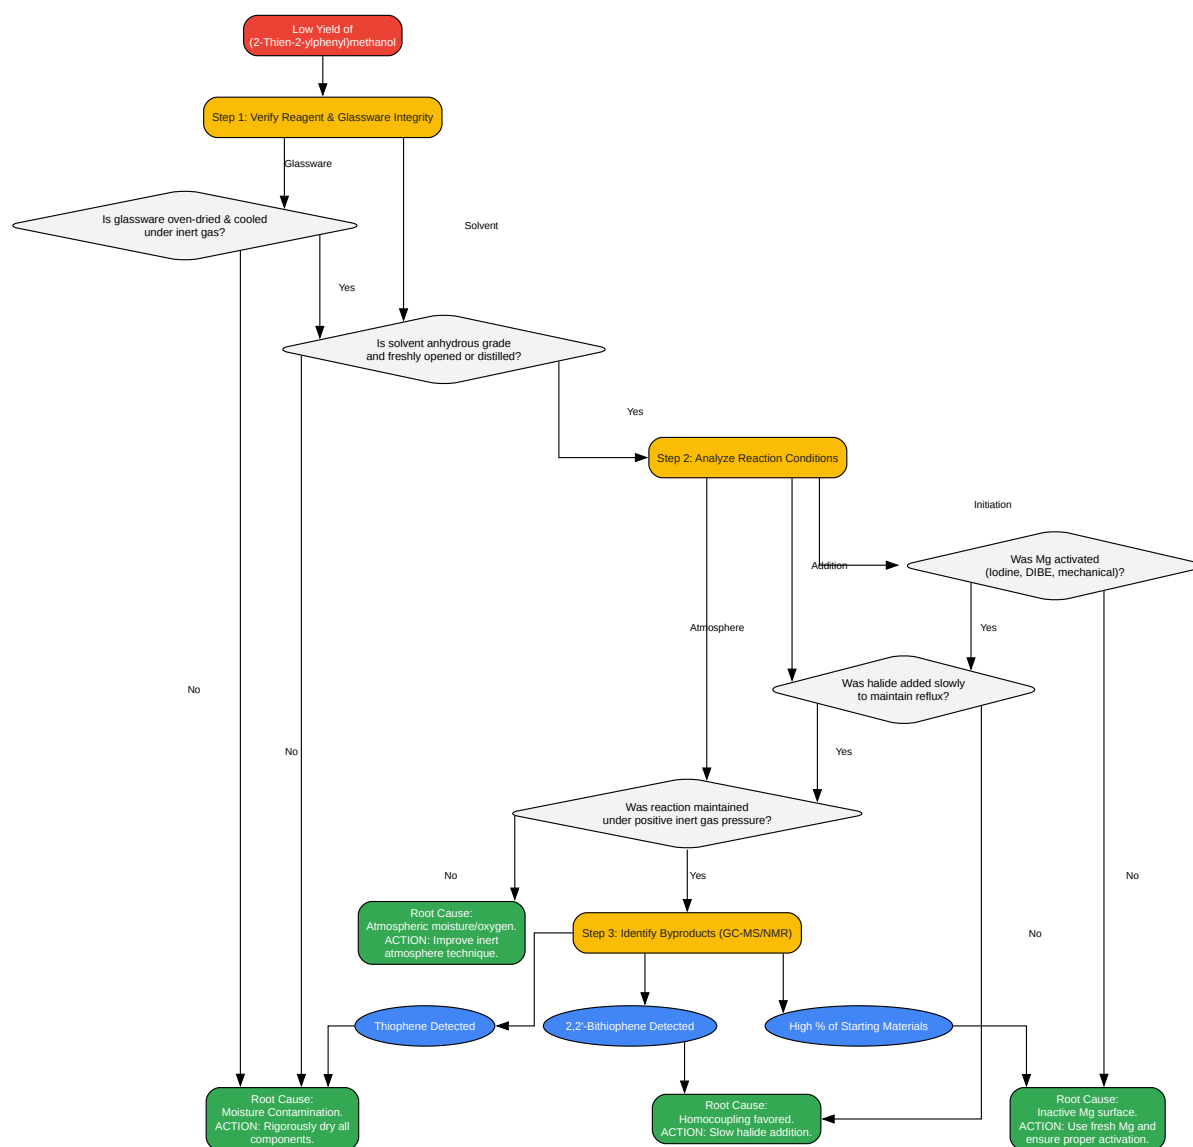 Low Yield of
(2-Thien-2-ylphenyl)methanol
Step 1: Verify Reagent & Glassware Integrity
Glassware
Is glassware oven-dried & cooled
under inert gas?
Solvent
Yes
Is solvent anhydrous grade
and freshly opened or distilled?
Yes
Step 2: Analyze Reaction Conditions
Initiation
Was Mg activated
(Iodine, DIBE, mechanical)?
Addition
Atmosphere
Yes
Was halide added slowly
to maintain reflux?
No
No
Yes
Was reaction maintained
under positive inert gas pressure?
No
Yes
No
Root Cause:
Atmospheric moisture/oxygen.
ACTION: Improve inert
atmosphere technique.
Step 3: Identify Byproducts (GC-MS/NMR)
No
Thiophene Detected
2,2'-Bithiophene Detected
High % of Starting Materials
Root Cause:
Moisture Contamination.
ACTION: Rigorously dry all
components.
Root Cause:
Homocoupling favored.
ACTION: Slow halide addition.
Root Cause:
Inactive Mg surface.
ACTION: Use fresh Mg and
ensure proper activation.